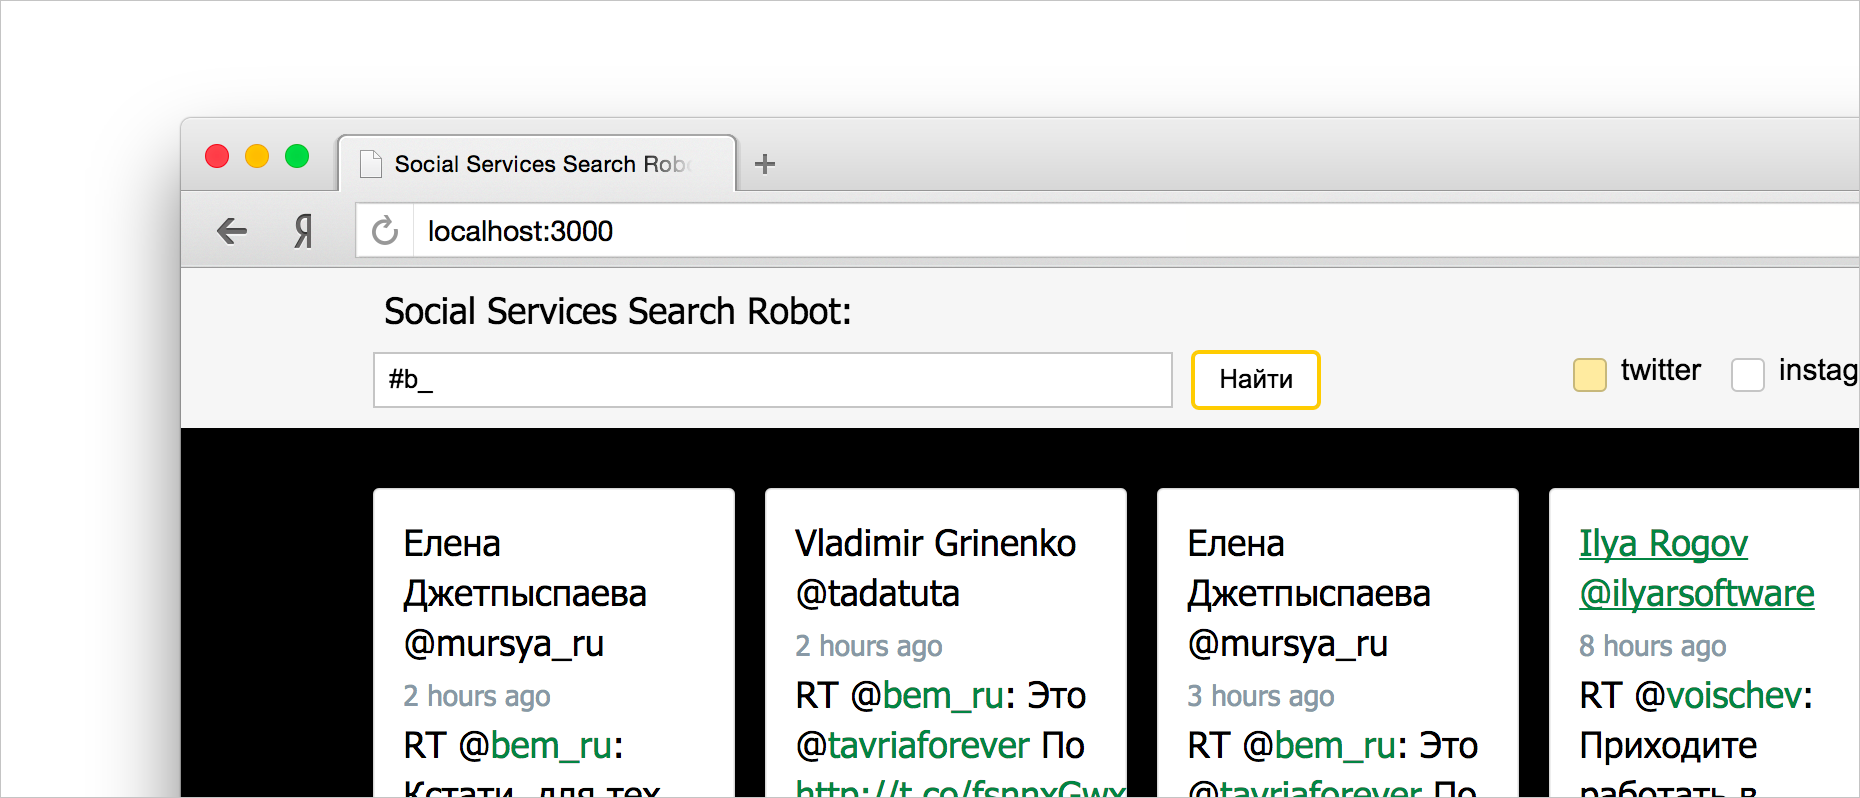 Social Services Search Rob
Я
localhost:3000
Social Services Search Robot:
#b_
Найти
twitter
instag
Елена
Джетпыспаева
@mursya_ru
2 hours ago
RT @bem_ru:
Кстати, для тех,
Vladimir Grinenko
@tadatuta
2 hours ago
RT @bem_ru: Это
@tavriaforever По
http://t.co/fsnnxGwx
Елена
Джетпыспаева
@mursya_ru
3 hours ago
RT @bem_ru: Это
@tavriaforever По
Ilya Rogov
@ilyarsoftware
8 hours ago
RT @voischev:
Приходите
работать в